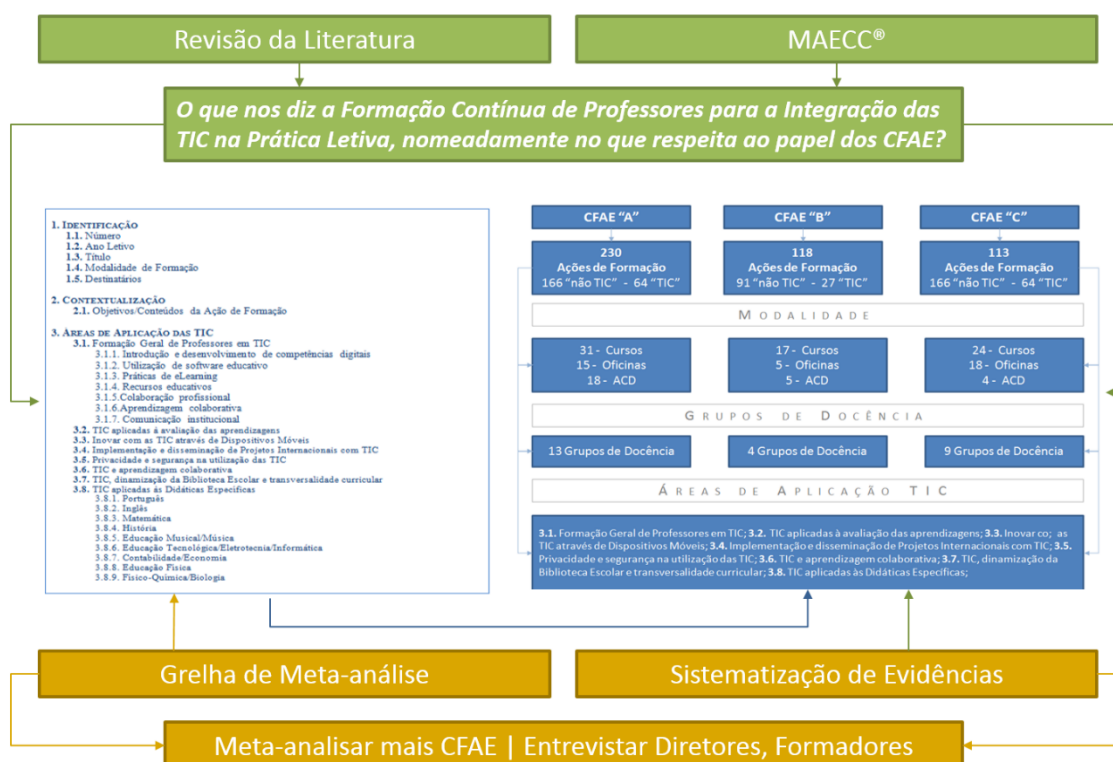 Revisão da Literatura
MAECC®
O que nos diz a Formação Contínua de Professores para a Integração das
TIC na Prática Letiva, nomeadamente no que respeita ao papel dos CFAE?
1. IDENTIFICAÇÃO
1.1. Número
1.2. Ano Letivo
1.3. Título
1.4. Modalidade de Formação
1.5. Destinatários
2. CONTEXTUALIZAÇÃO
2.1. Objetivos/Conteúdos da Ação de Formação
3. ÁREAS DE APLICAÇÃO DAS TIC
3.1. Formação Geral de Professores em TIC
3.1.1. Introdução e desenvolvimento de competências digitais
3.1.2. Utilização de software educativo
3.1.3. Práticas de eLearning
3.1.4. Recursos educativos
3.1.5.Colaboração profissional
3.1.6.Aprendizagem colaborativa
3.1.7. Comunicação institucional
3.2. TIC aplicadas à avaliação das aprendizagens
3.3. Inovar com as TIC através de Dispositivos Móveis
3.4. Implementação e disseminação de Projetos Internacionais com TIC
3.5. Privacidade e segurança na utilização das TIC
3.6. TIC e aprendizagem colaborativa
3.7. TIC, dinamização da Biblioteca Escolar e transversalidade curricular
3.8. TIC aplicadas às Didáticas Específicas
3.8.1. Português
3.8.2. Inglês
3.8.3. Matemática
3.8.4. História
3.8.5. Educação Musical/Música
3.8.6. Educação Tecnológica/Eletrotecnia/Informática
3.8.7. Contabilidade/Economia
3.8.8. Educação Física
3.8.9. Físico-Química/Biologia
CFAE "A"
CFAE "B"
CFAE "C"
230
Ações de Formação
166 "não TIC" - 64 "TIC"
118
Ações de Formação
91 "não TIC" - 27 "TIC"
113
Ações de Formação
166 "não TIC" - 64 "TIC"
MODALIDADE
31 - Cursos
15 - Oficinas
18 - ACD
17 - Cursos
5 - Oficinas
5 - ACD
24 - Cursos
18 - Oficinas
4 - ACD
GRUPOS DE DOCÊNCIA
13 Grupos de Docência
4 Grupos de Docência
9 Grupos de Docência
ÁREAS DE APLICAÇÃO TIC
3.1. Formação Geral de Professores em TIC; 3.2. TIC aplicadas à avaliação das aprendizagens; 3.3. Inovar co; as
TIC através de Dispositivos Móveis; 3.4. Implementação e disseminação de Projetos Internacionais com TIC; 3.5.
Privacidade e segurança na utilização das TIC; 3.6. TIC e aprendizagem colaborativa; 3.7. TIC, dinamização da
Biblioteca Escolar e transversalidade curricular; 3.8. TIC aplicadas às Didáticas Específicas;
Grelha de Meta-análise
Sistematização de Evidências
Meta-analisar mais CFAE | Entrevistar Diretores, Formadores